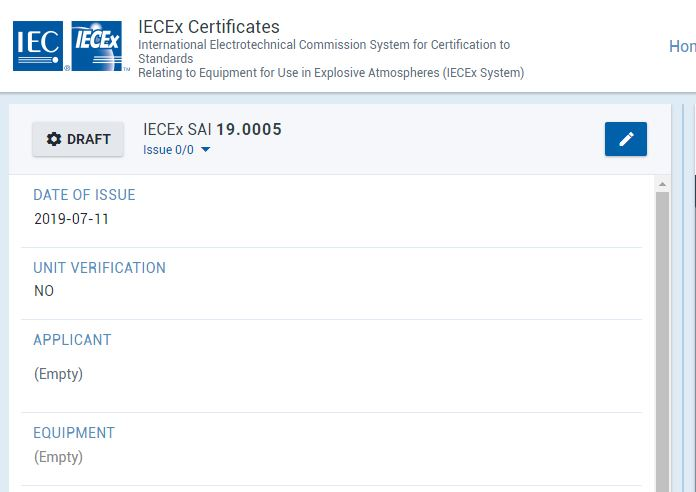 IEC
IECEx
®
™
IECEx Certificates
International Electrotechnical Commission System for Certification to
Standards
Relating to Equipment for Use in Explosive Atmospheres (IECEx System)
Hon
DRAFT
IECEx SAI 19.0005
Issue 0/0
DATE OF ISSUE
2019-07-11
UNIT VERIFICATION
NO
APPLICANT
(Empty)
EQUIPMENT
(Empty)